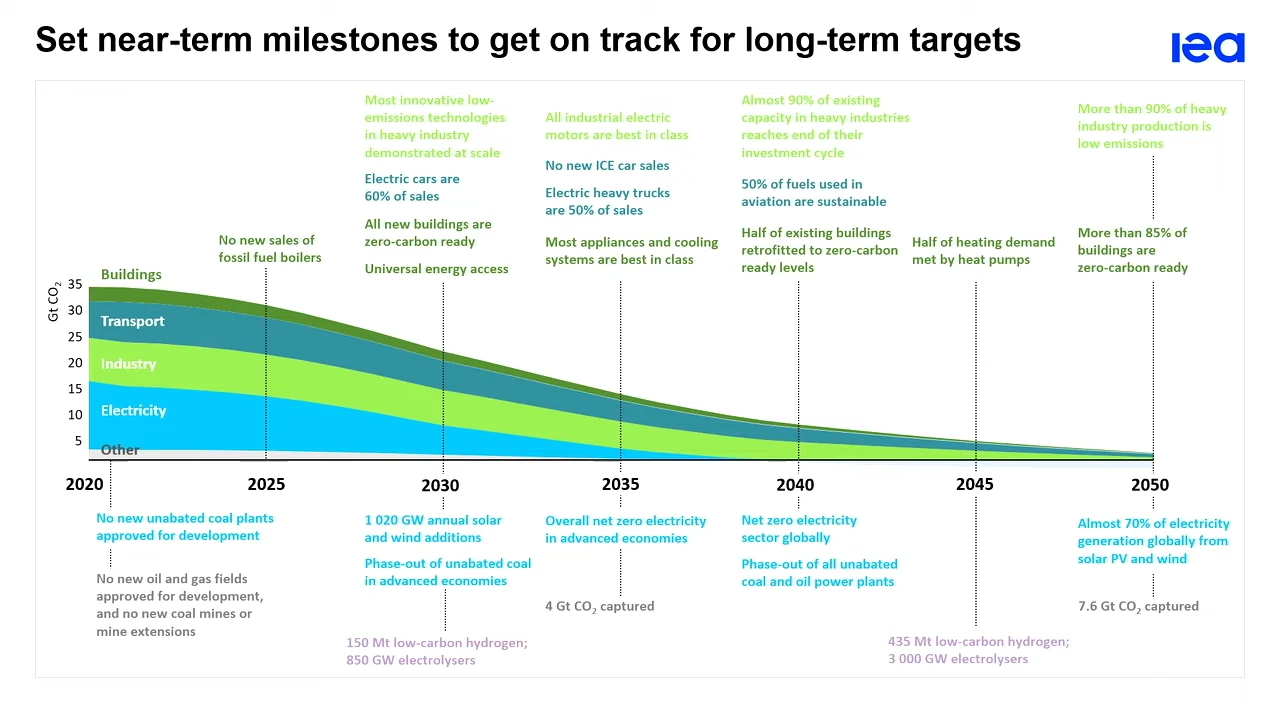 Set near-term milestones to get on track for long-term targets
iea
Most innovative low-
emissions technologies
in heavy industry
demonstrated at scale
Electric cars are
60% of sales
All new buildings are
zero-carbon ready
Universal energy access
All industrial electric
motors are best in class
No new ICE car sales
Electric heavy trucks
are 50% of sales
Most appliances and cooling
systems are best in class
Almost 90% of existing
capacity in heavy industries
reaches end of their
investment cycle
50% of fuels used in
aviation are sustainable
Half of existing buildings
retrofitted to zero-carbon
ready levels
Half of heating demand
met by heat pumps
More than 90% of heavy
industry production is
low emissions
More than 85% of
buildings are
zero-carbon ready
No new sales of
fossil fuel boilers
Gt CO₂
35
30
25
20
15
10
5
Buildings
Transport
Industry
Electricity
Other
2020
2025
2030
2035
2040
2045
2050
No new unabated coal plants
approved for development
No new oil and gas fields
approved for development,
and no new coal mines or
mine extensions
1 020 GW annual solar
and wind additions
Phase-out of unabated coal
in advanced economies
150 Mt low-carbon hydrogen;
850 GW electrolysers
Overall net zero electricity
in advanced economies
4 Gt CO₂ captured
Net zero electricity
sector globally
Phase-out of all unabated
coal and oil power plants
435 Mt low-carbon hydrogen;
3 000 GW electrolysers
Almost 70% of electricity
generation globally from
solar PV and wind
7.6 Gt CO₂ captured